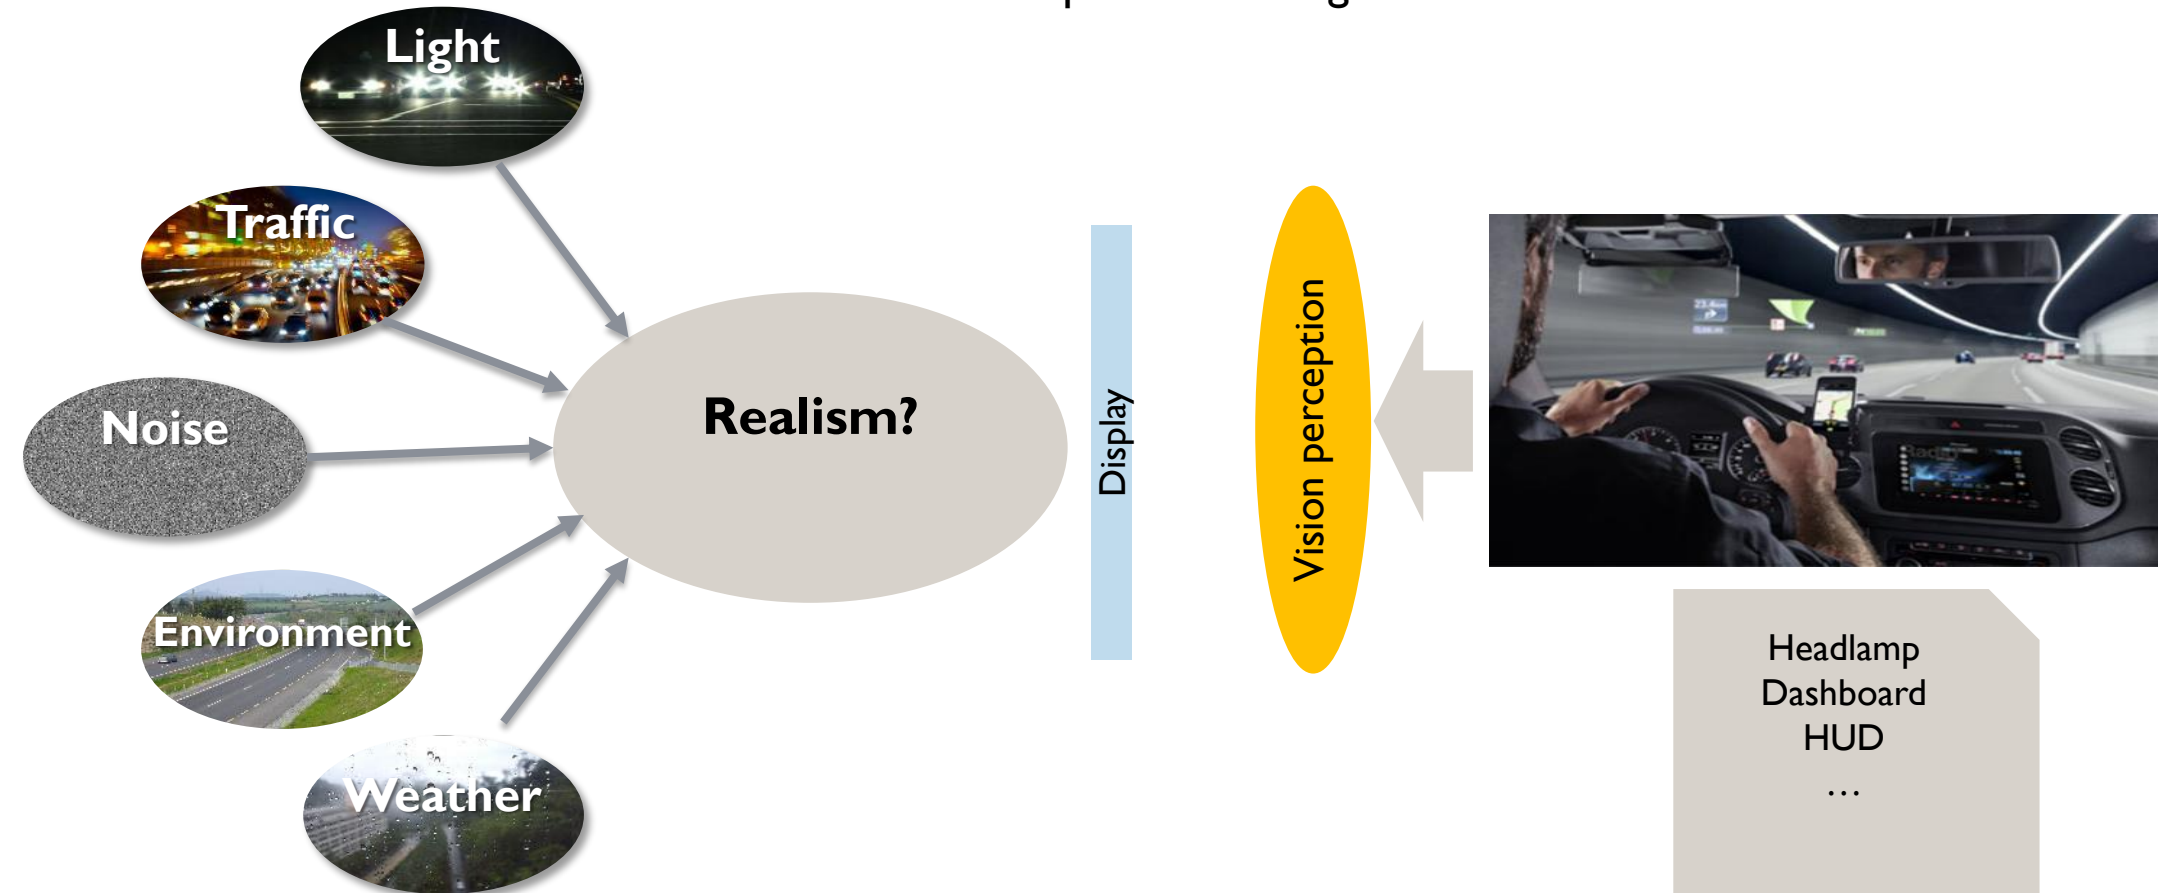 Light
Traffic
Noise
Environment
Weather
Realism?
Display
Vision perception
Headlamp
Dashboard
HUD
…